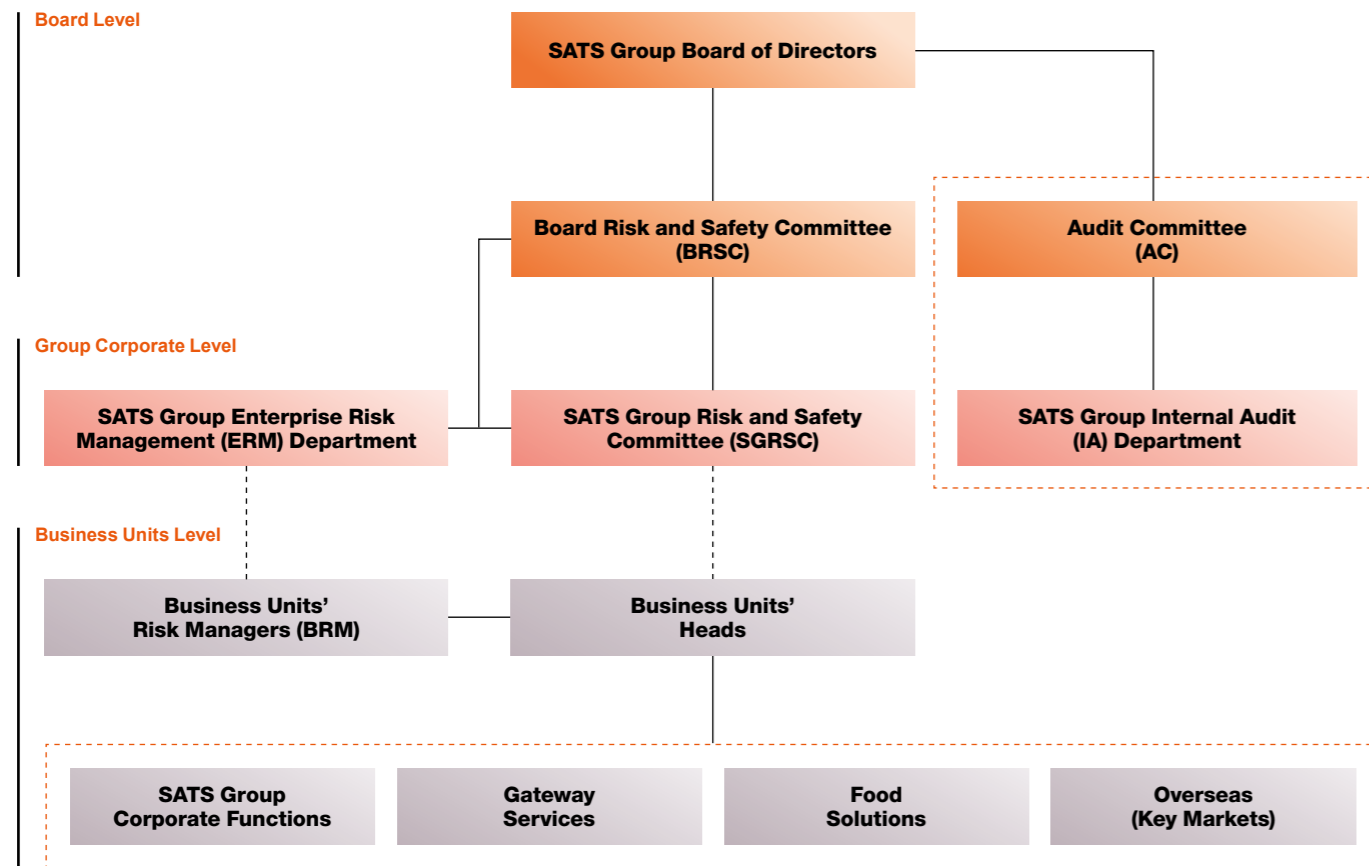 Board Level
SATS Group Board of Directors
Board Risk and Safety Committee
(BRSC)
Audit Committee
(AC)
Group Corporate Level
SATS Group Enterprise Risk
Management (ERM) Department
SATS Group Risk and Safety
Committee (SGRSC)
SATS Group Internal Audit
(IA) Department
Business Units Level
Business Units’
Risk Managers (BRM)
Business Units’
Heads
SATS Group
Corporate Functions
Gateway
Services
Food
Solutions
Overseas
(Key Markets)